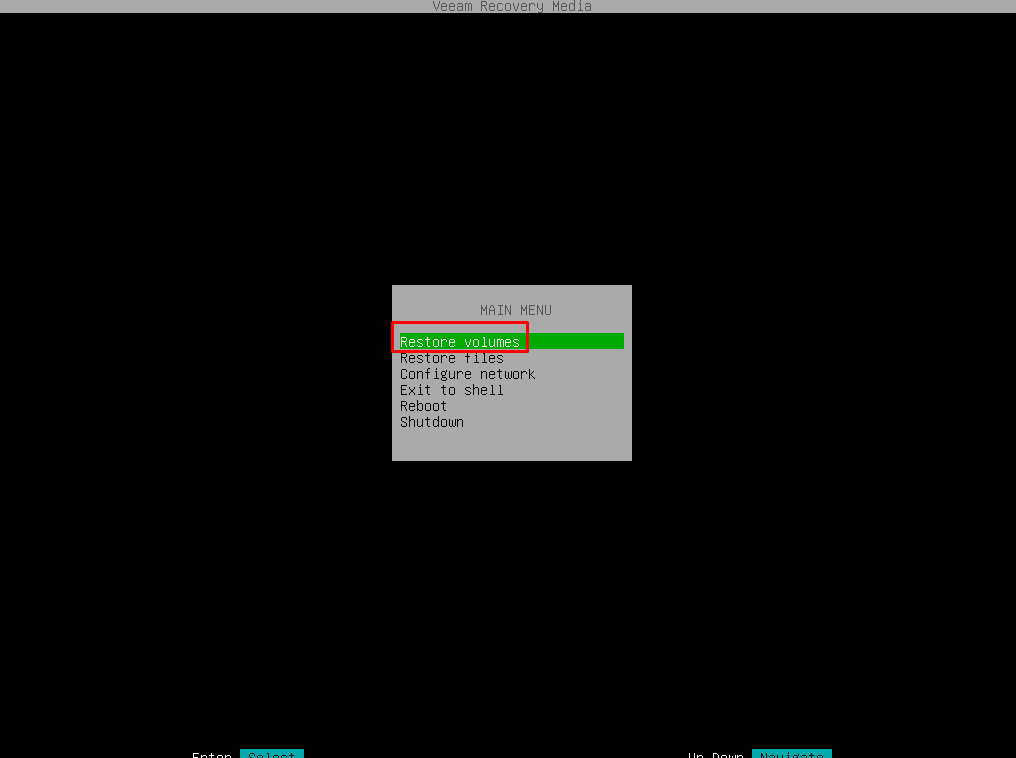 Veeam Recovery Media
MAIN MENU
Restore volumes
Restore files
Configure network
Exit to shell
Reboot
Shutdown
Enter Select Up Down Navigate